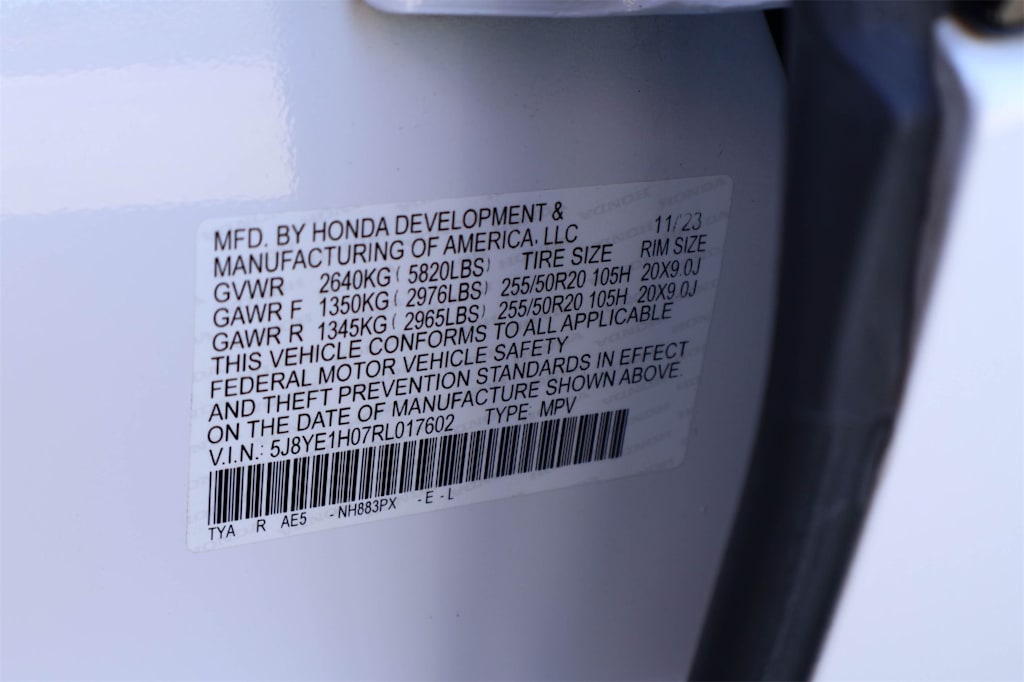 MFD. BY HONDA DEVELOPMENT &
MANUFACTURING OF AMERICA, LLC 11/23
GVWR 2640KG ( 5820LBS) TIRE SIZE RIM SIZE
GAWR F 1350KG ( 2976LBS) 255/50R20 105H 20X9.0J
GAWR R 1345KG ( 2965LBS) 255/50R20 105H 20X9.0J
THIS VEHICLE CONFORMS TO ALL APPLICABLE
FEDERAL MOTOR VEHICLE SAFETY
AND THEFT PREVENTION STANDARDS IN EFFECT
ON THE DATE OF MANUFACTURE SHOWN ABOVE.
V.I.N.: 5J8YE1H07RL017602 TYPE: MPV
TYA R AE5 - NH883PX - E - L